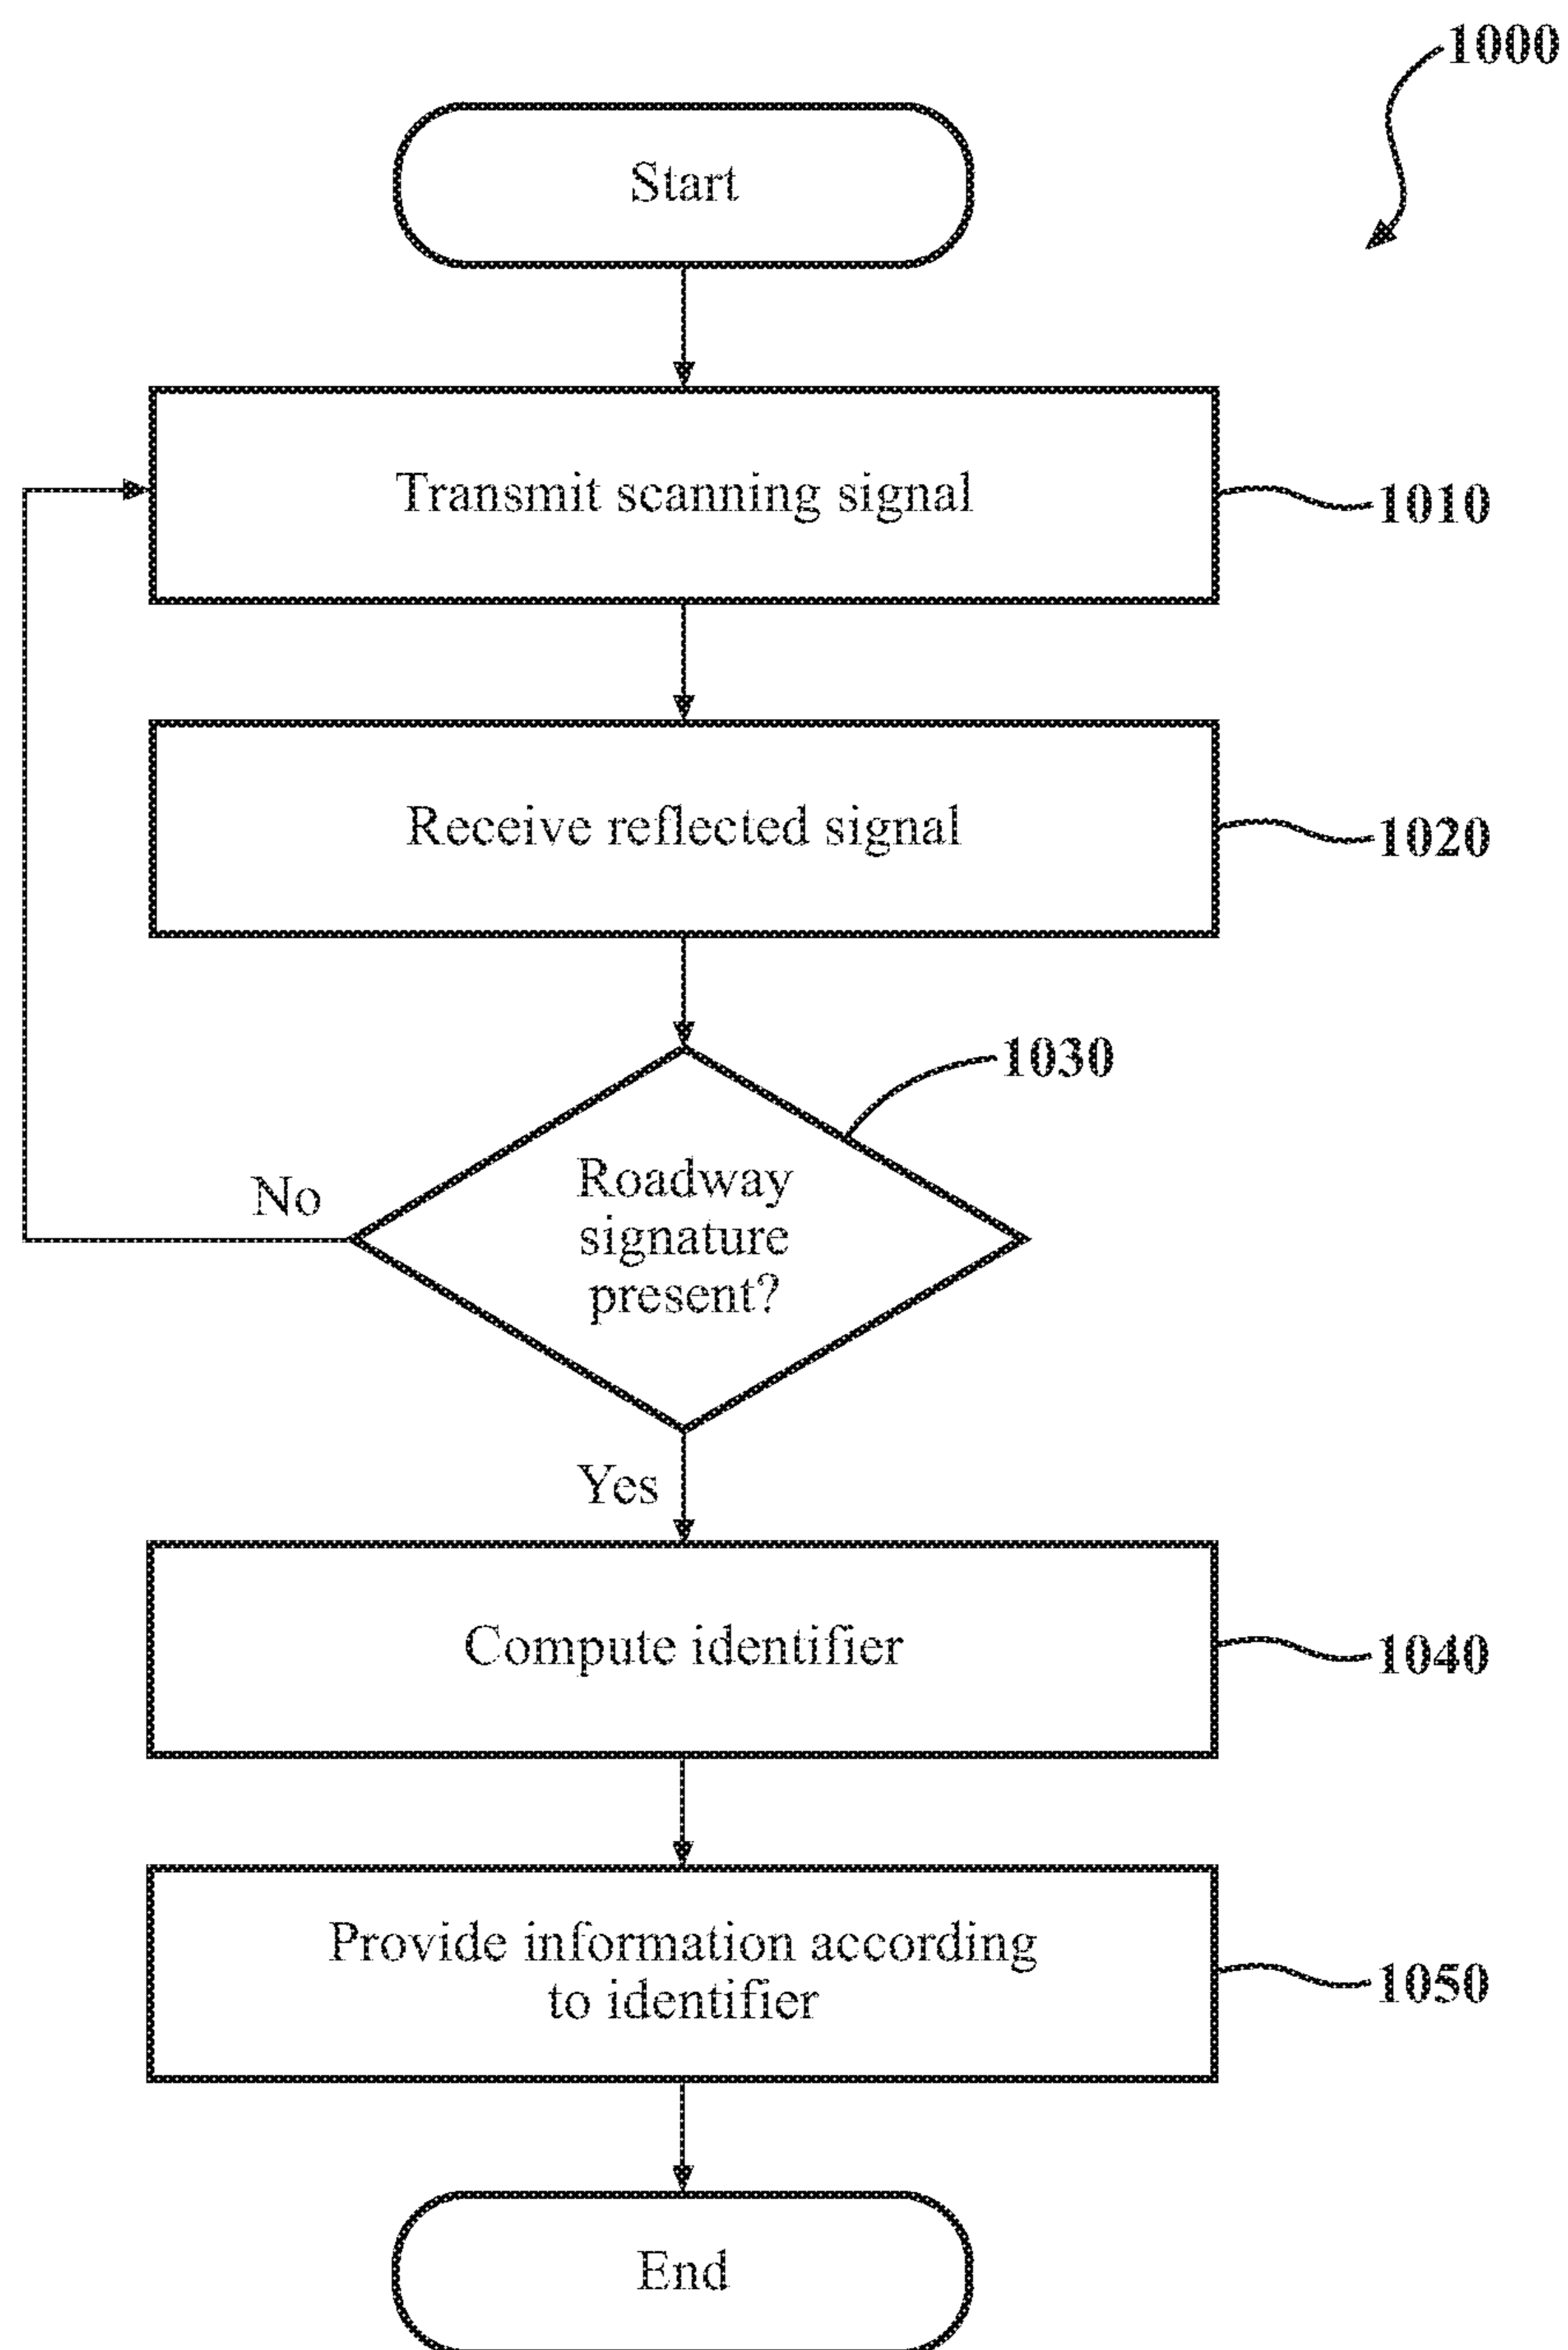 1000
Start
Transmit scanning signal
1010
Receive reflected signal
1020
1030
Roadway
signature
present?
No
Yes
Compute identifier
1040
Provide information according
to identifier
1050
End